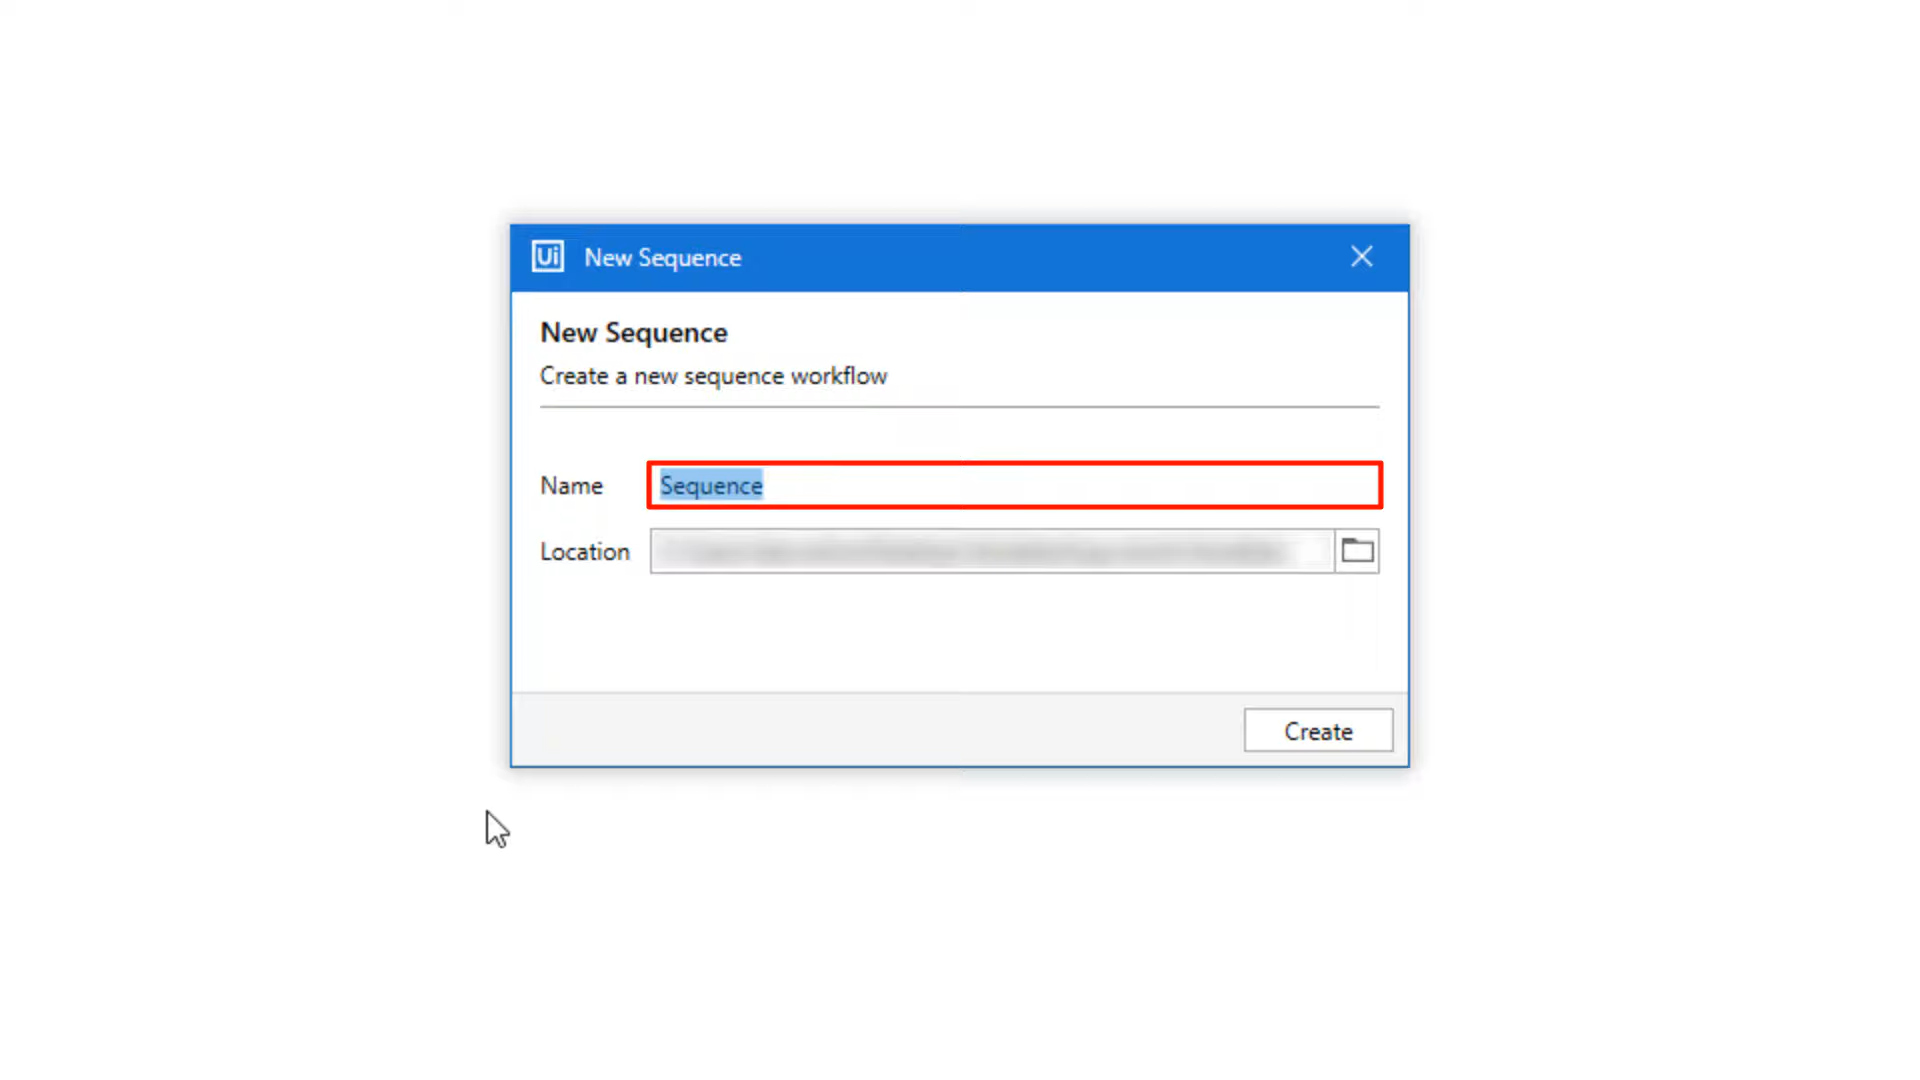 Ui New Sequence
New Sequence
Create a new sequence workflow
Name Sequence
Location
Create